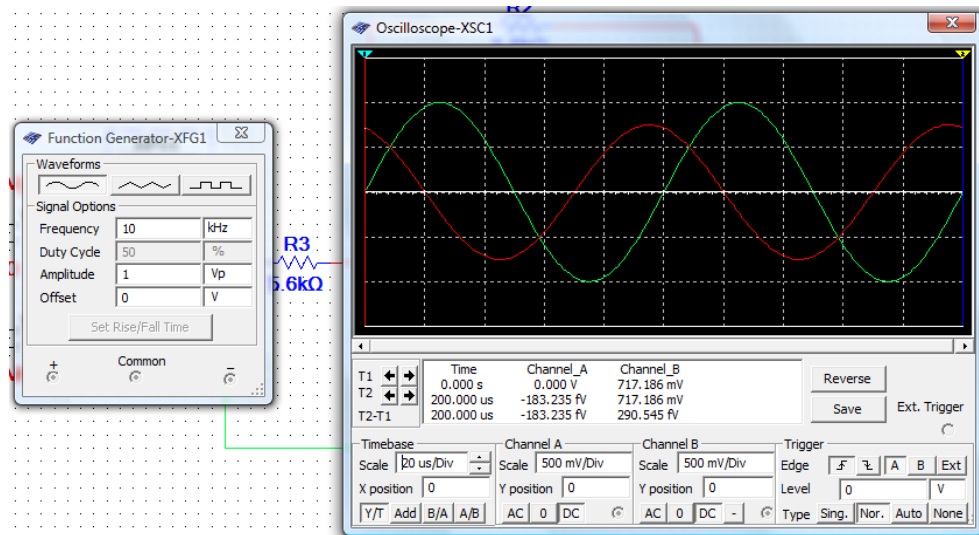 R2
Oscilloscope-XSC1
Function Generator-XFG1
Waveforms
Signal Options
Frequency 10 kHz
Duty Cycle 50 %
Amplitude 1 Vp
Offset 0 V
Set Rise/Fall Time
+ Common –
R3
5.6kΩ
1 2
Time Channel_A Channel_B
T1 0.000 s 0.000 V 717.186 mV
T2 200.000 us -183.235 fV 717.186 mV
T2-T1 200.000 us -183.235 fV 290.545 fV
Reverse
Save
Ext. Trigger
Timebase
Scale 20 us/Div
X position 0
Y/T Add B/A A/B
Channel A
Scale 500 mV/Div
Y position 0
AC 0 DC
Channel B
Scale 500 mV/Div
Y position 0
AC 0 DC -
Trigger
Edge A B Ext
Level 0 V
Type Sing. Nor. Auto None